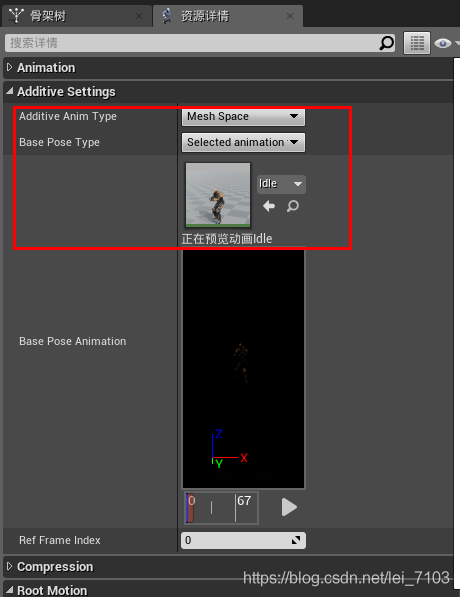 骨架树
资源详情
搜索详情
Animation
Additive Settings
Additive Anim Type
Mesh Space
Base Pose Type
Selected animation
Idle
正在预览动画Idle
Base Pose Animation
Z
X
Y
0
67
Ref Frame Index
0
Compression
https://blog.csdn.net/lei_7103
Root Motion